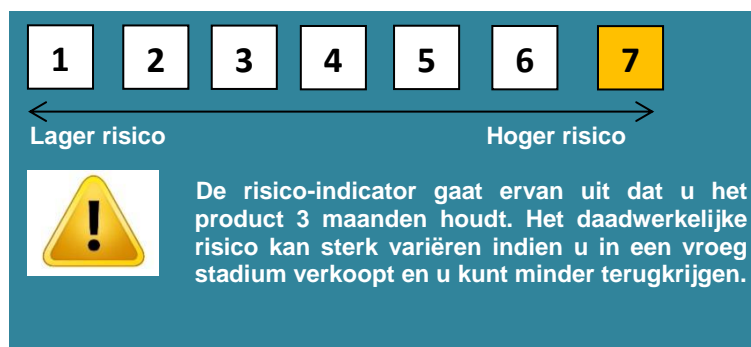 1 2 3 4 5 6 7
Lager risico Hoger risico
De risico-indicator gaat ervan uit dat u het
product 3 maanden houdt. Het daadwerkelijke
risico kan sterk variëren indien u in een vroeg
stadium verkoopt en u kunt minder terugkrijgen.